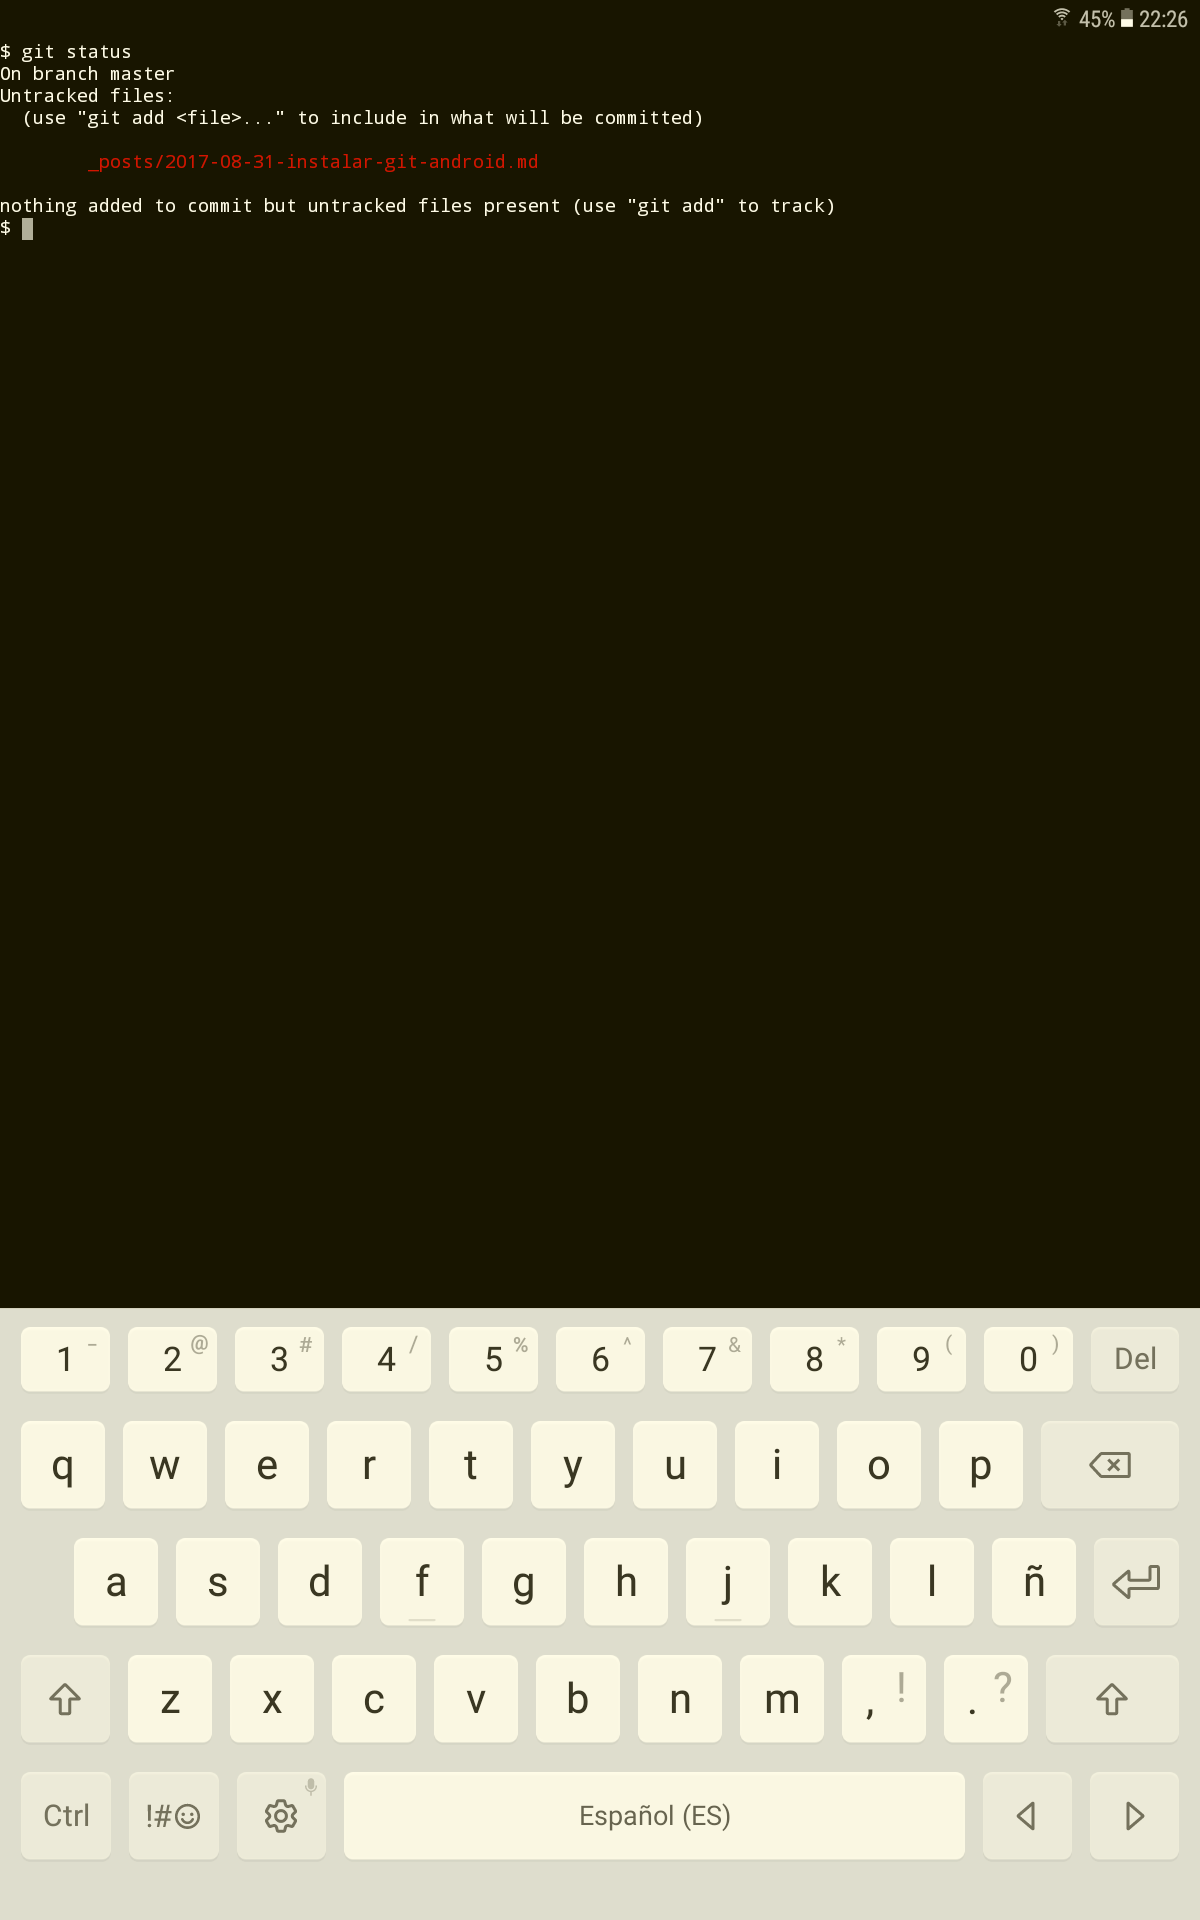 45% 22:26
$ git status
On branch master
Untracked files:
  (use "git add <file>..." to include in what will be committed)
        _posts/2017-08-31-instalar-git-android.md
nothing added to commit but untracked files present (use "git add" to track)
$
1 - 2 @ 3 # 4 / 5 % 6 ^ 7 & 8 * 9 ( 0 ) Del
q w e r t y u i o p
a s d f g h j k l ñ
z x c v b n m , ! . ?
Ctrl !#☺ Español (ES)